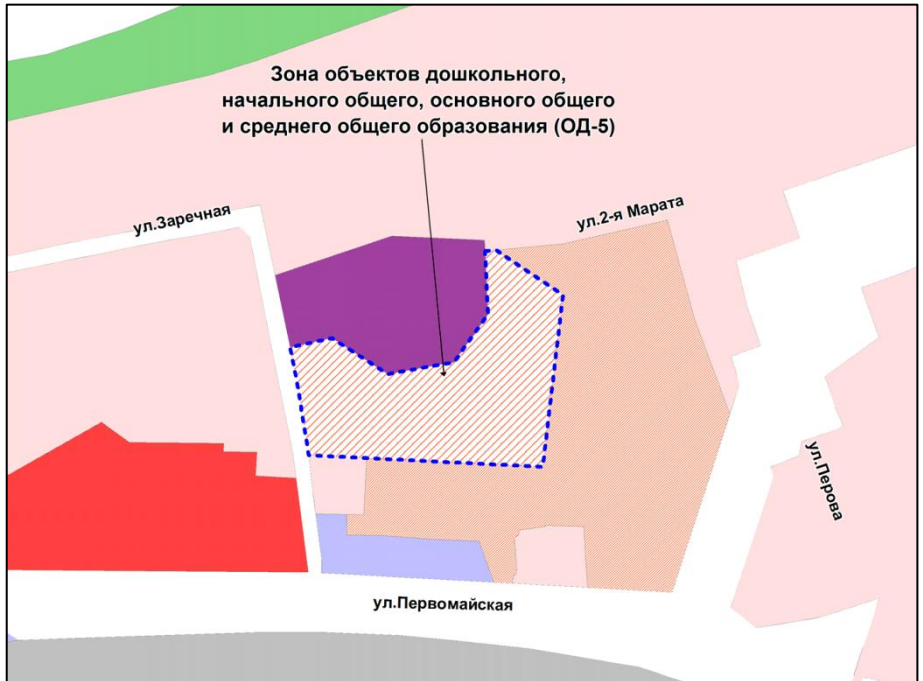 Зона объектов дошкольного,
начального общего, основного общего
и среднего общего образования (ОД-5)
ул.Заречная
ул.2-я Марата
ул.Перова
ул.Первомайская